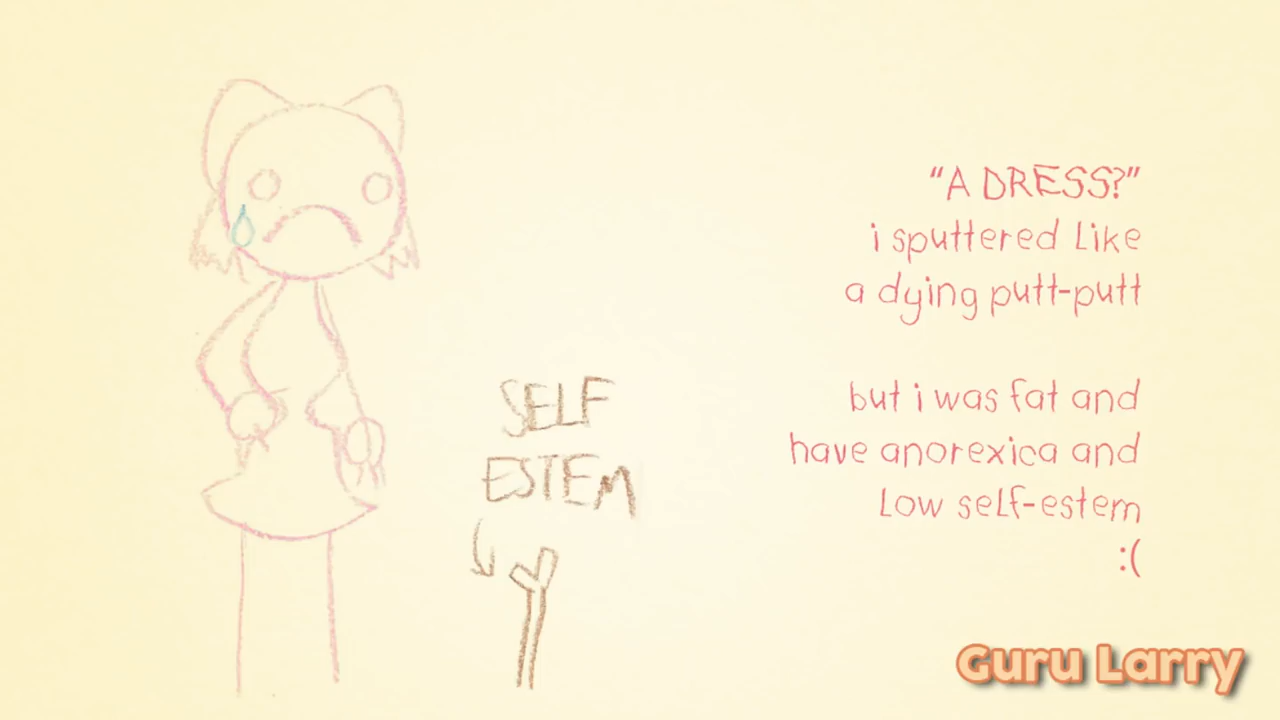 "A DRESS?"
i sputtered like
a dying putt-putt
but i was fat and
have anorexica and
low self-estem
:(
SELF
ESTEM
Guru Larry